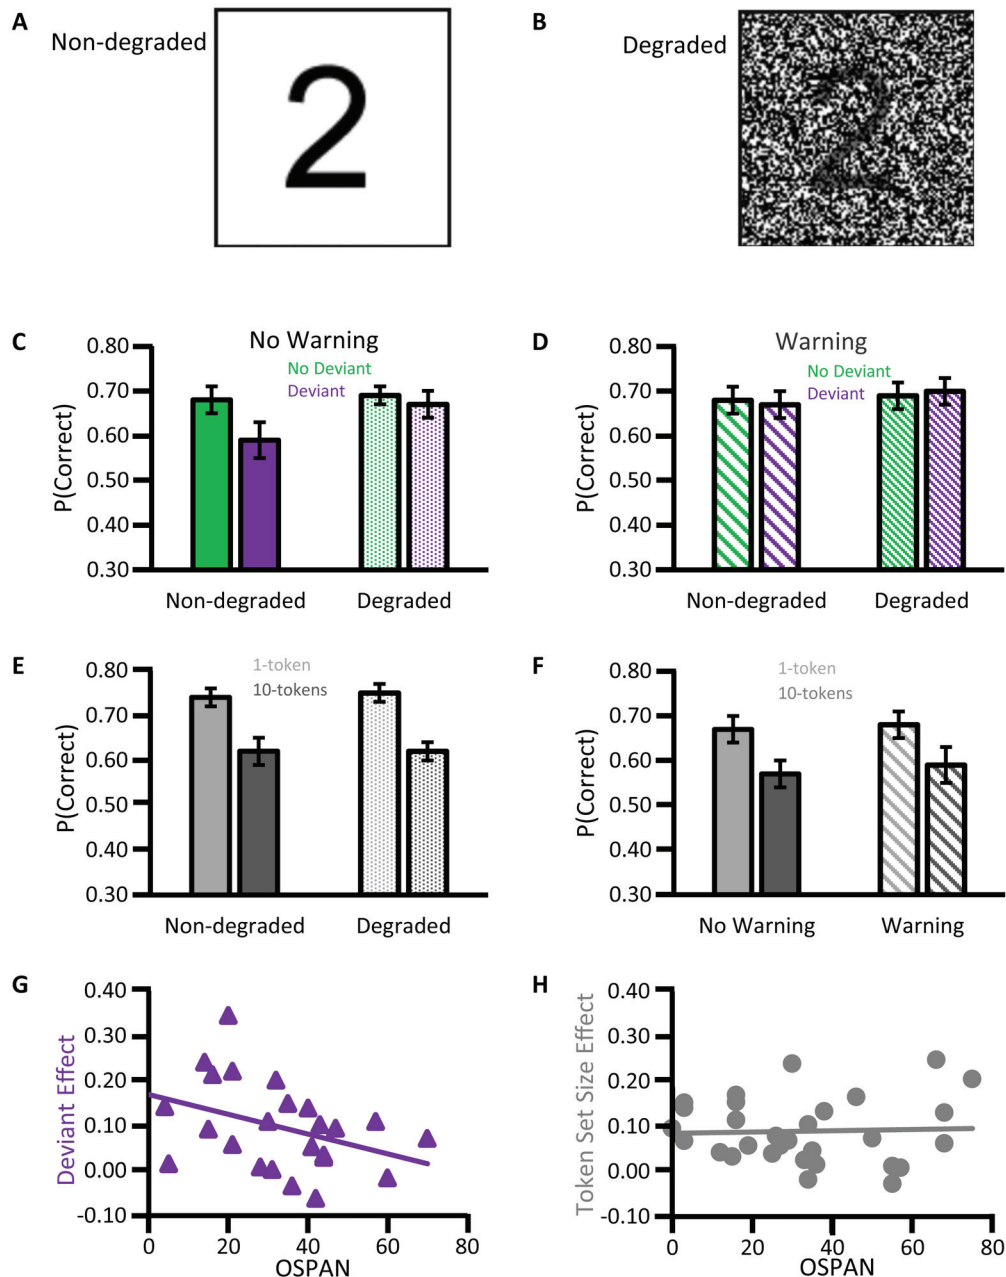 A
Non-degraded
2
B
Degraded
2
C
No Warning
No Deviant
Deviant
P(Correct)
0.80
0.70
0.60
0.50
0.40
0.30
Non-degraded
Degraded
D
Warning
No Deviant
Deviant
P(Correct)
0.80
0.70
0.60
0.50
0.40
0.30
Non-degraded
Degraded
E
1-token
10-tokens
P(Correct)
0.80
0.70
0.60
0.50
0.40
0.30
Non-degraded
Degraded
F
1-token
10-tokens
P(Correct)
0.80
0.70
0.60
0.50
0.40
0.30
No Warning
Warning
G
Deviant Effect
0.40
0.30
0.20
0.10
0.00
-0.10
0
20
40
60
80
OSPAN
H
Token Set Size Effect
0.40
0.30
0.20
0.10
0.00
-0.10
0
20
40
60
80
OSPAN